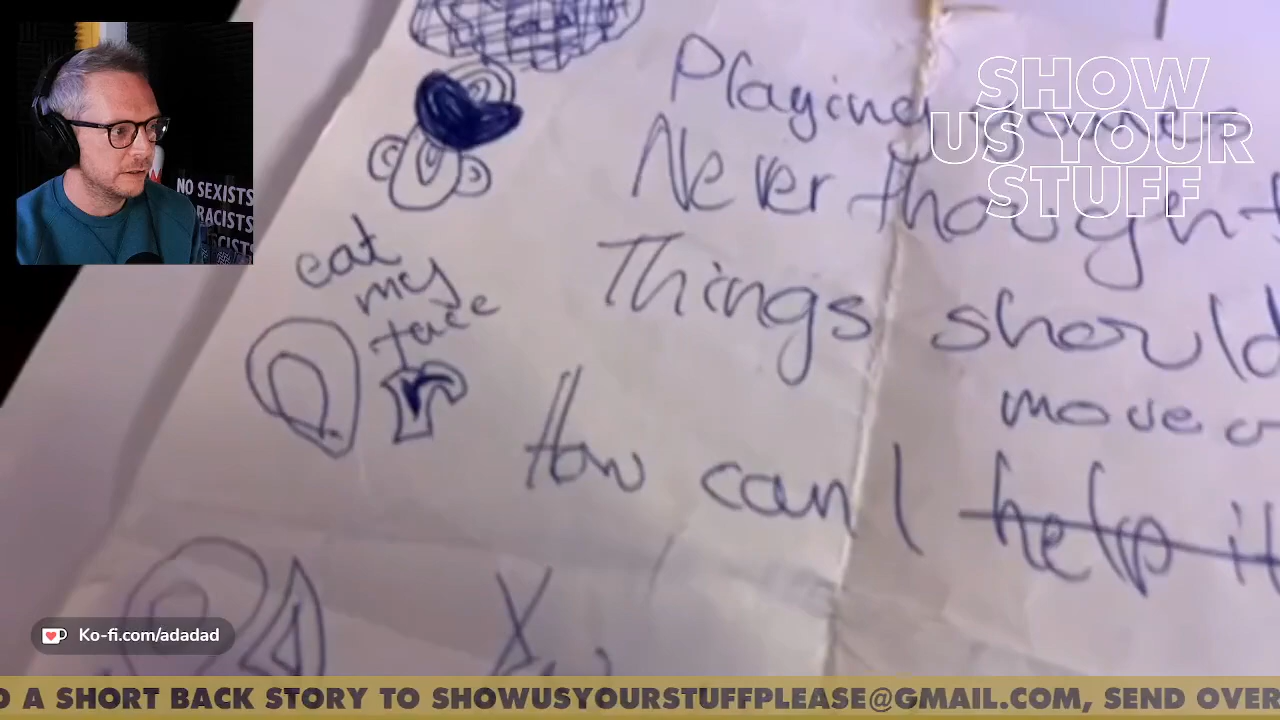 SHOW
US YOUR
STUFF
NO SEXISTS
RACISTS
Playing games
Never thought
Things should
move o
How can I help it
eat
my
face
Ko-fi.com/adadad
O A SHORT BACK STORY TO SHOWUSYOURSTUFFPLEASE@GMAIL.COM, SEND OVER